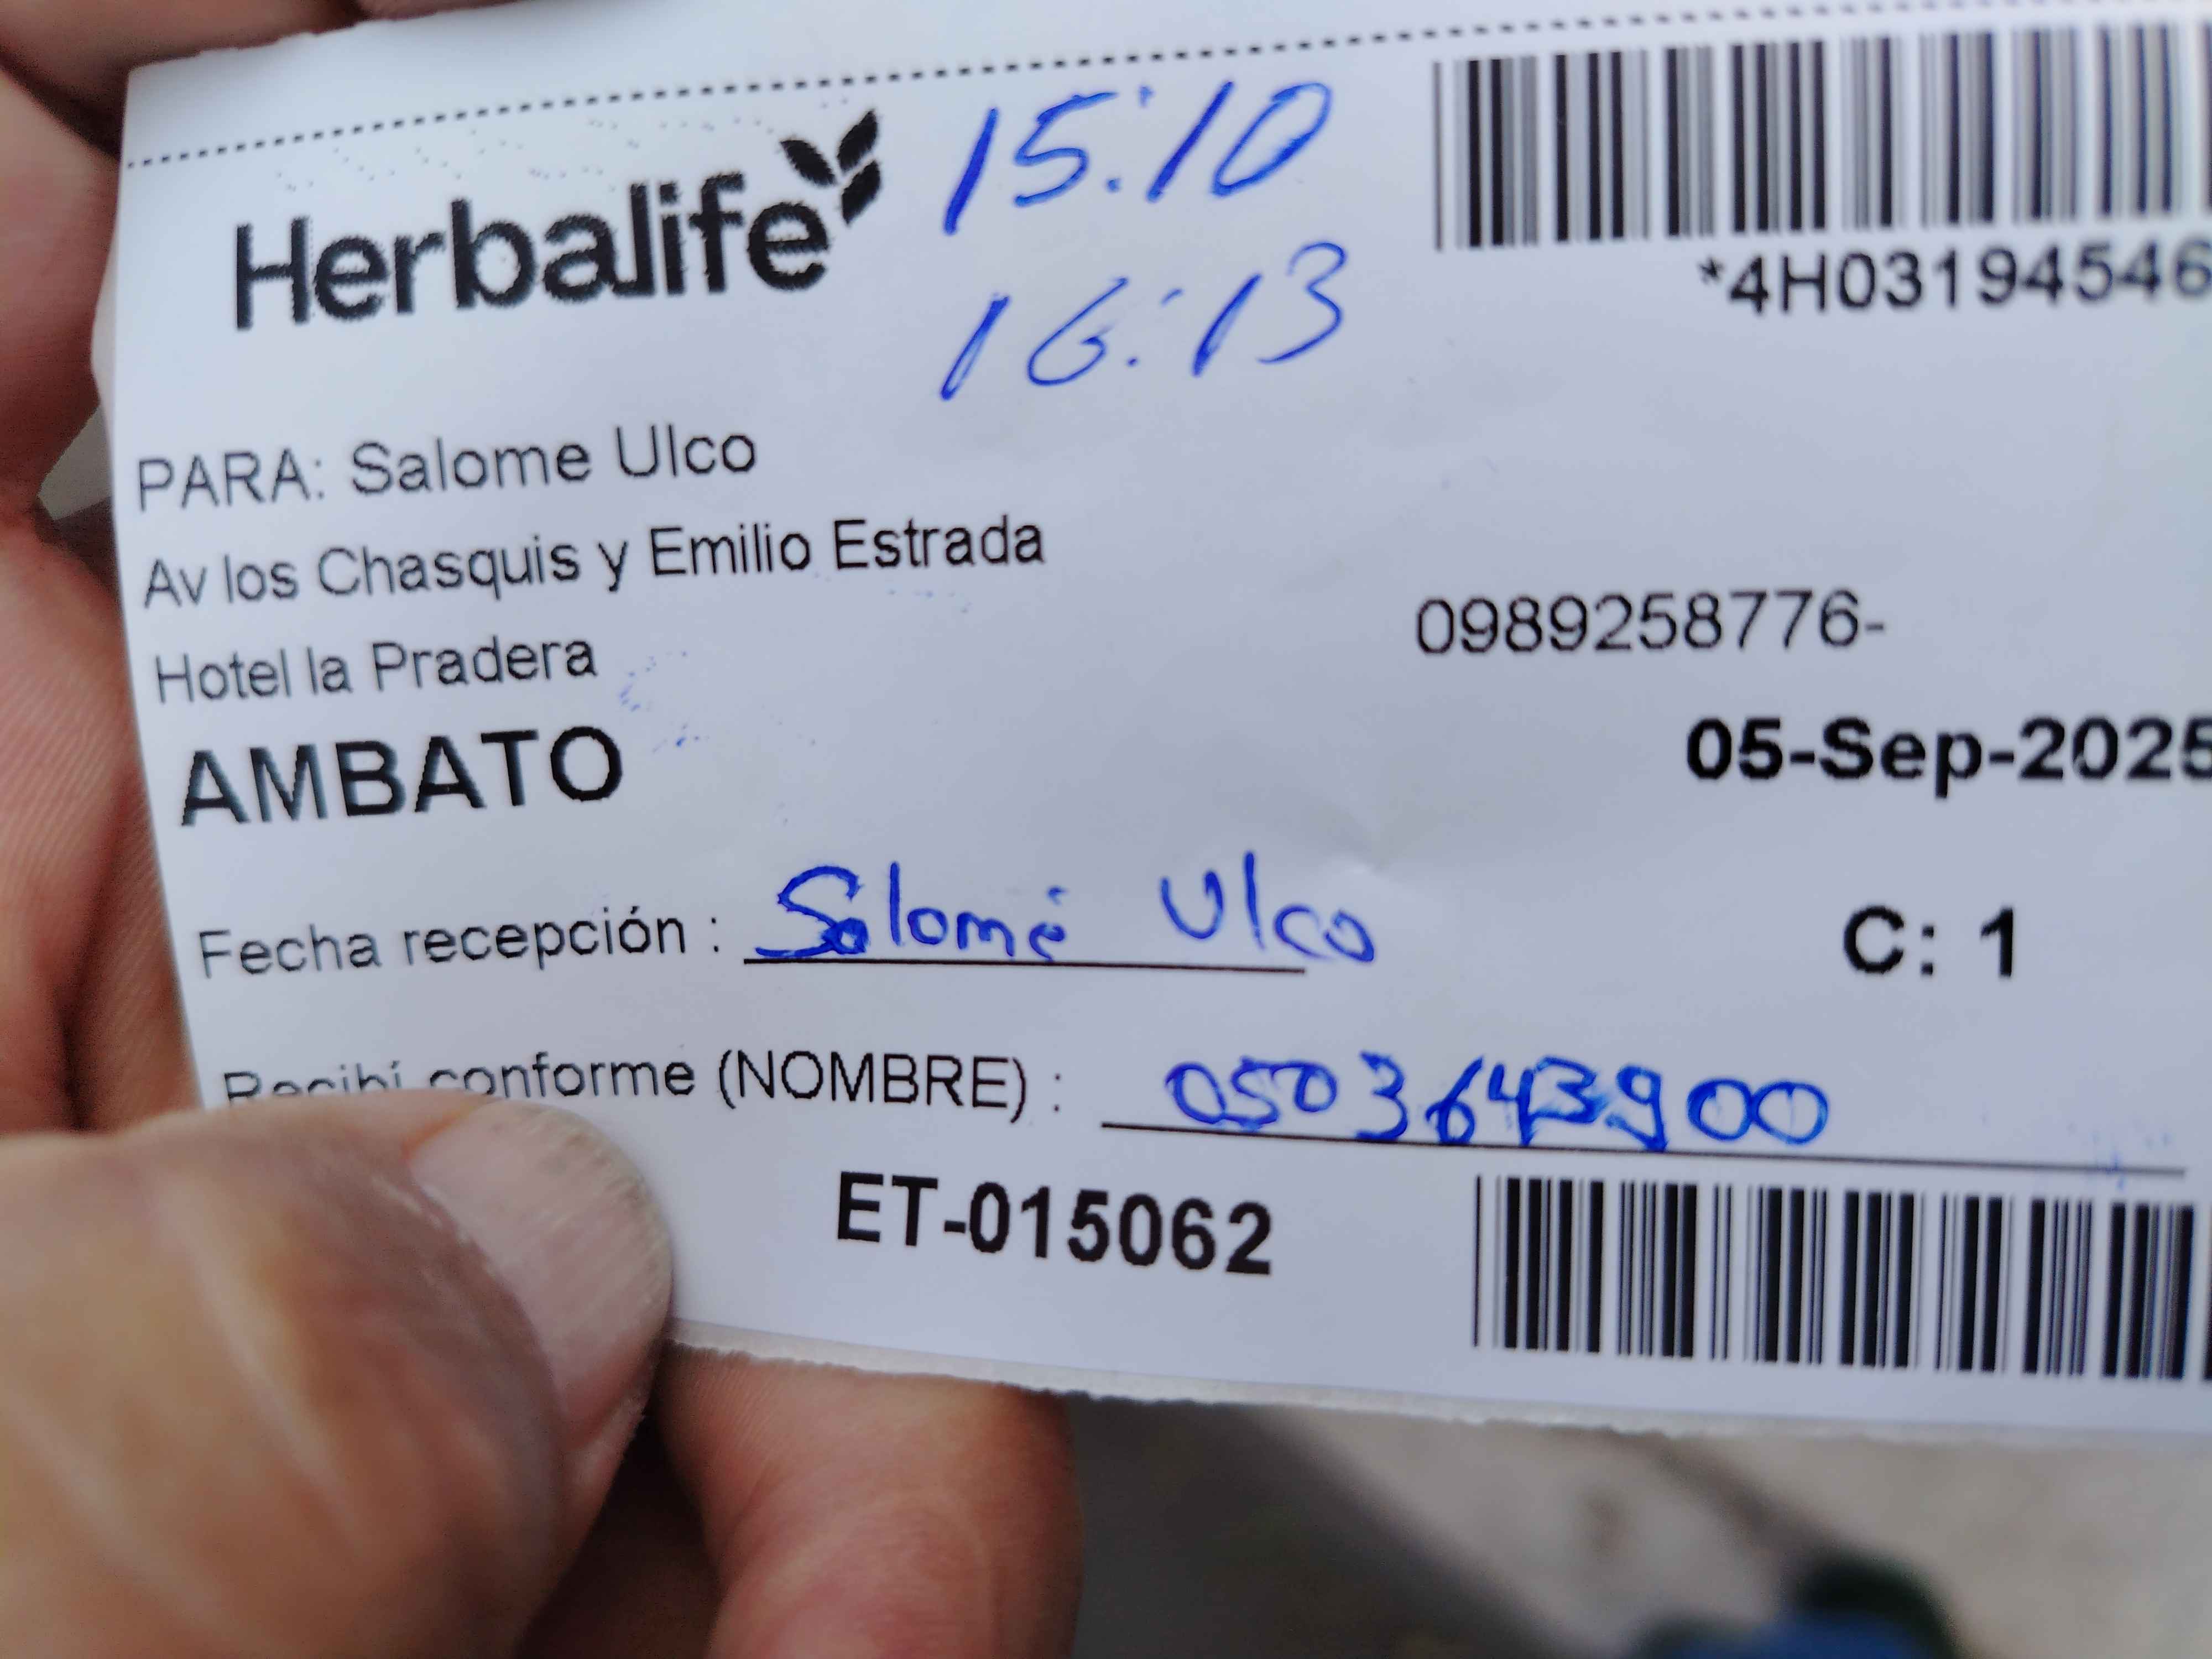 Herbalife
15:10
16:13
*4H03194546
PARA: Salome Ulco
Av los Chasquis y Emilio Estrada
Hotel la Pradera
0989258776-
AMBATO
05-Sep-2025
Fecha recepción : Salomé Ulco
C: 1
Recibí conforme (NOMBRE) : 0503643900
ET-015062